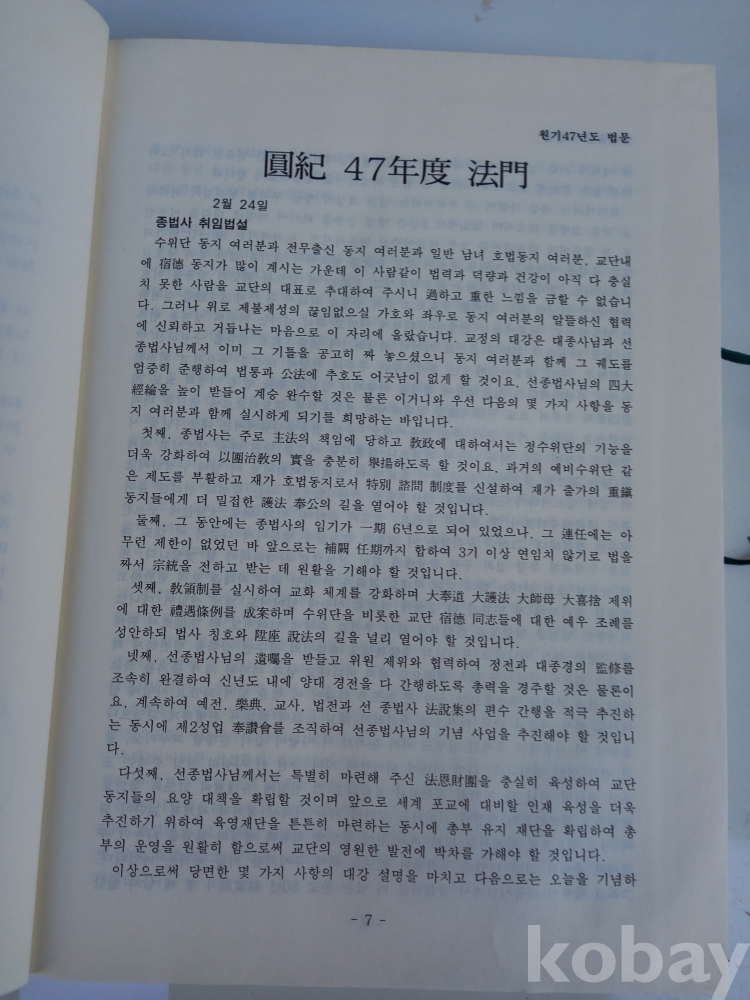 원기47년도 법문
圓紀 47年度 法門
2월 24일
종법사 취임법설
수위단 동지 여러분과 전무출신 동지 여러분과 일반 남녀 호법동지 여러분, 교단내
에 宿德 동지가 많이 계시는 가운데 이 사람같이 법력과 덕량과 건강이 아직 다 충실
치 못한 사람을 교단의 대표로 추대하여 주시니 過하고 重한 느낌을 금할 수 없습니
다. 그러나 위로 제불제성의 끊임없으실 가호와 좌우로 동지 여러분의 알뜰하신 협력
에 신뢰하고 거듭나는 마음으로 이 자리에 올랐습니다. 교정의 대강은 대종사님과 선
종법사님께서 이미 그 기틀을 공고히 짜 놓으셨으니 동지 여러분과 함께 그 궤도를
엄중히 준행하여 법통과 公法에 추호도 어긋남이 없게 할 것이요, 선종법사님의 四大
經綸을 높이 받들어 계승 완수할 것은 물론 이거니와 우선 다음의 몇 가지 사항을 동
지 여러분과 함께 실시하게 되기를 희망하는 바입니다.
첫째, 종법사는 주로 主法의 책임에 당하고 敎政에 대하여서는 정수위단의 기능을
더욱 강화하여 以團治敎의 實을 충분히 擧揚하도록 할 것이요, 과거의 예비수위단 같
은 제도를 부활하고 재가 호법동지로서 特別 諮問 制度를 신설하여 재가 출가의 重鎭
동지들에게 더 밀접한 護法 奉公의 길을 열어야 할 것입니다.
둘째, 그 동안에는 종법사의 임기가 一期 6년으로 되어 있었으나, 그 連任에는 아
무런 제한이 없었던 바 앞으로는 補闕 任期까지 합하여 3기 이상 연임치 않기로 법을
짜서 宗統을 전하고 받는 데 원활을 기해야 할 것입니다.
셋째, 敎領制를 실시하여 교화 체계를 강화하며 大奉道 大護法 大師母 大喜捨 제위
에 대한 禮遇條例를 成案하며 수위단을 비롯한 교단 宿德 同志들에 대한 예우 조례를
성안하되 법사 칭호와 陞座 說法의 길을 널리 열어야 할 것입니다.
넷째, 선종법사님의 遺囑을 받들고 위원 제위와 협력하여 정전과 대종경의 監修를
조속히 완결하여 신년도 내에 양대 경전을 다 간행하도록 총력을 경주할 것은 물론이
요, 계속하여 예전, 樂典, 교사, 법전과 선 종법사 法說集의 편수 간행을 적극 추진하
는 동시에 제2성업 奉讚會를 조직하여 선종법사님의 기념 사업을 추진해야 할 것입니
다.
다섯째, 선종법사님께서는 특별히 마련해 주신 法恩財團을 충실히 육성하여 교단
동지들의 요양 대책을 확립할 것이며 앞으로 세계 포교에 대비할 인재 육성을 더욱
추진하기 위하여 육영재단을 튼튼히 마련하는 동시에 총부 유지 재단을 확립하여 총
부의 운영을 원활히 함으로써 교단의 영원한 발전에 박차를 가해야 할 것입니다.
이상으로써 당면한 몇 가지 사항의 대강 설명을 마치고 다음으로는 오늘을 기념하
- 7 -
kobay